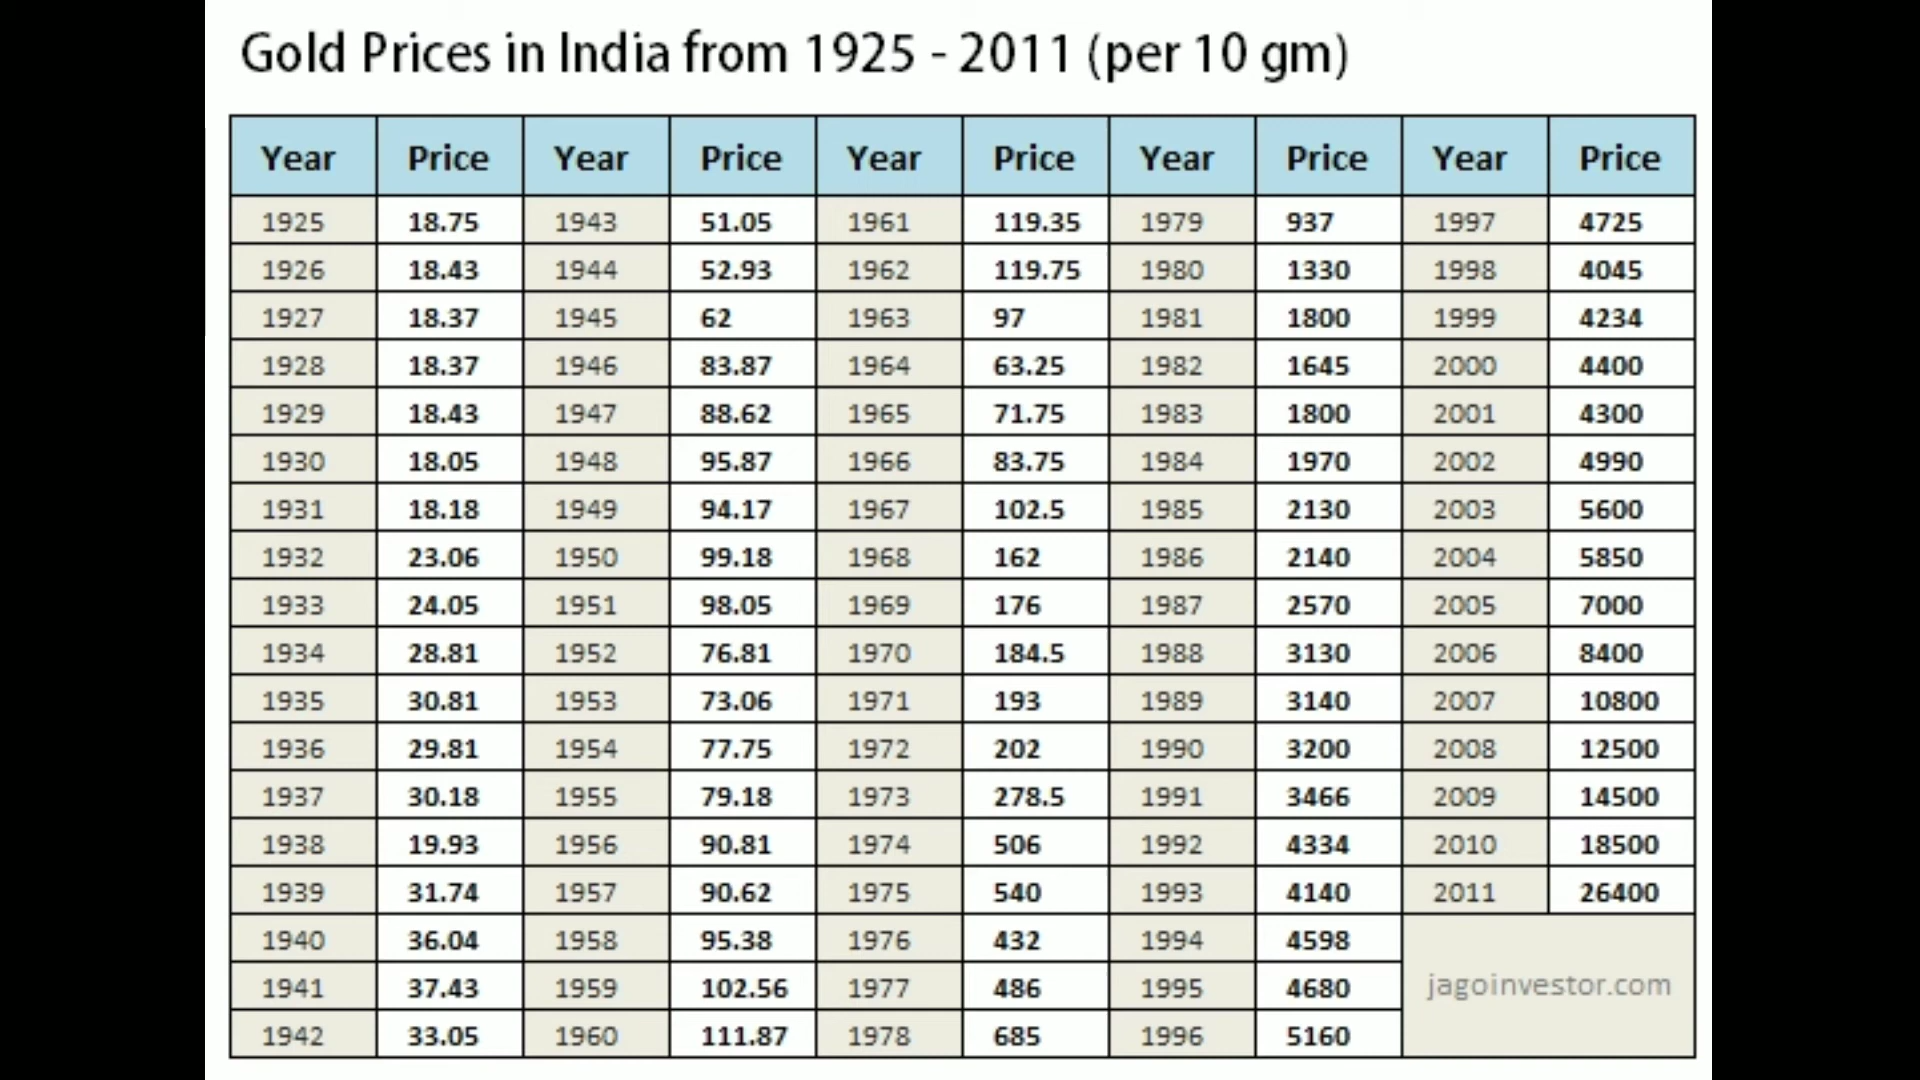 Gold Prices in India from 1925 - 2011 (per 10 gm)
Year Price Year Price Year Price Year Price Year Price
1925 18.75 1943 51.05 1961 119.35 1979 937 1997 4725
1926 18.43 1944 52.93 1962 119.75 1980 1330 1998 4045
1927 18.37 1945 62 1963 97 1981 1800 1999 4234
1928 18.37 1946 83.87 1964 63.25 1982 1645 2000 4400
1929 18.43 1947 88.62 1965 71.75 1983 1800 2001 4300
1930 18.05 1948 95.87 1966 83.75 1984 1970 2002 4990
1931 18.18 1949 94.17 1967 102.5 1985 2130 2003 5600
1932 23.06 1950 99.18 1968 162 1986 2140 2004 5850
1933 24.05 1951 98.05 1969 176 1987 2570 2005 7000
1934 28.81 1952 76.81 1970 184.5 1988 3130 2006 8400
1935 30.81 1953 73.06 1971 193 1989 3140 2007 10800
1936 29.81 1954 77.75 1972 202 1990 3200 2008 12500
1937 30.18 1955 79.18 1973 278.5 1991 3466 2009 14500
1938 19.93 1956 90.81 1974 506 1992 4334 2010 18500
1939 31.74 1957 90.62 1975 540 1993 4140 2011 26400
1940 36.04 1958 95.38 1976 432 1994 4598
1941 37.43 1959 102.56 1977 486 1995 4680 jagoinvestor.com
1942 33.05 1960 111.87 1978 685 1996 5160